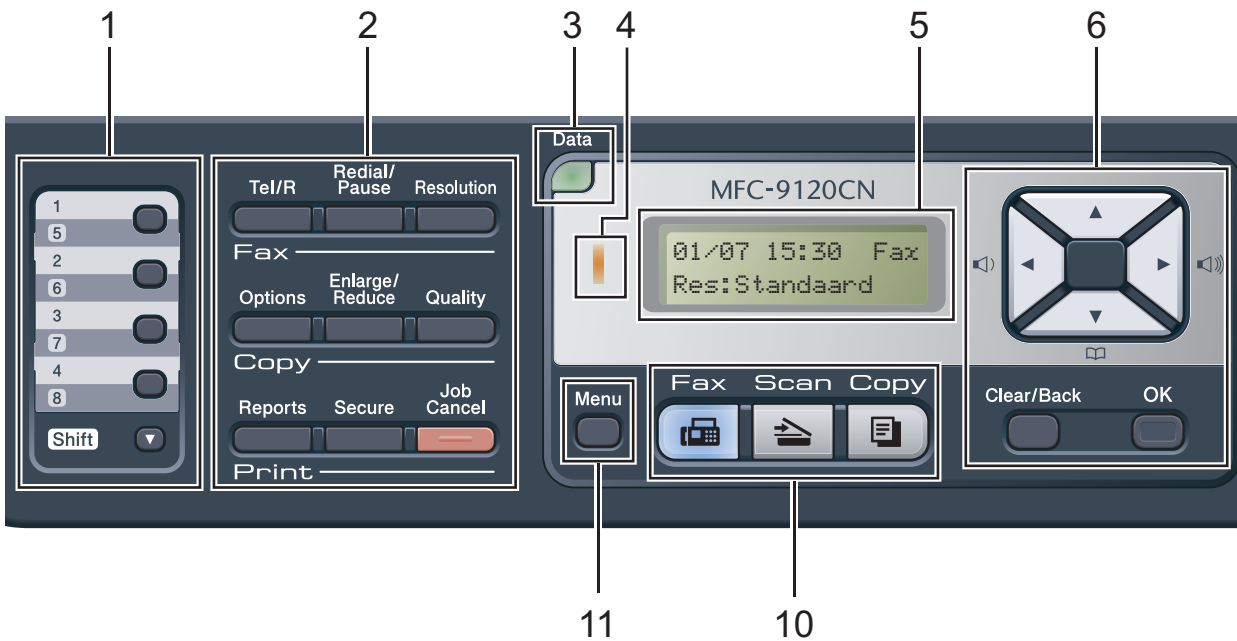 1 2 3 4 5 6
Data
MFC-9120CN
01/07 15:30 Fax
Res:Standaard
1
5
2
6
3
7
4
8
Shift
Tel/R Redial/ Pause Resolution
Fax
Options Enlarge/ Reduce Quality
Copy
Reports Secure Job Cancel
Print
Menu
Fax Scan Copy
Clear/Back OK
11 10